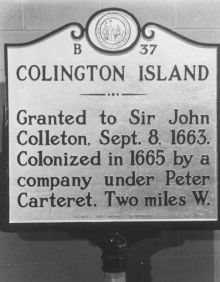 B 37
COLINGTON ISLAND
Granted to Sir John
Colleton, Sept. 8, 1663.
Colonized in 1665 by a
company under Peter
Carteret. Two miles W.